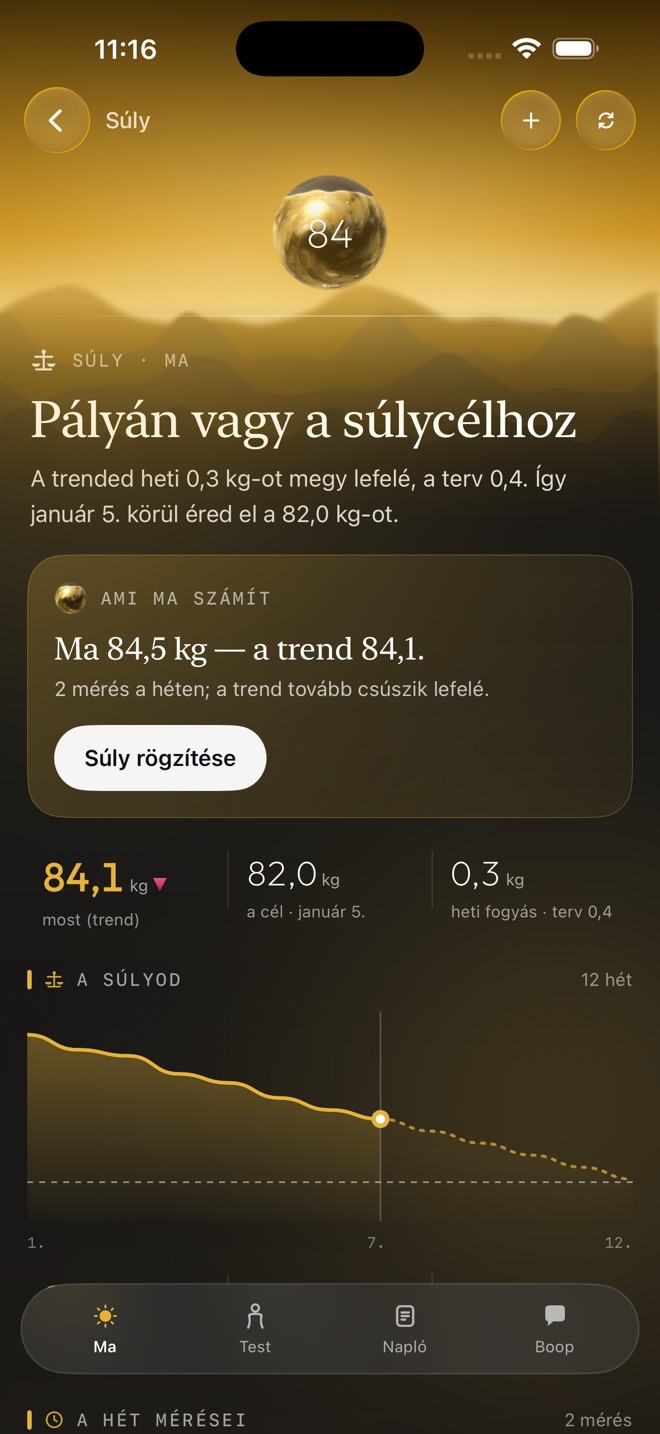 11:16
Súly
84
SÚLY · MA
Pályán vagy a súlycélhoz
A trended heti 0,3 kg-ot megy lefelé, a terv 0,4. Így
január 5. körül éred el a 82,0 kg-ot.
AMI MA SZÁMÍT
Ma 84,5 kg — a trend 84,1.
2 mérés a héten; a trend tovább csúszik lefelé.
Súly rögzítése
84,1 kg
most (trend)
82,0 kg
a cél · január 5.
0,3 kg
heti fogyás · terv 0,4
A SÚLYOD
12 hét
1.
7.
12.
Ma
Test
Napló
Boop
A HÉT MÉRÉSEI
2 mérés